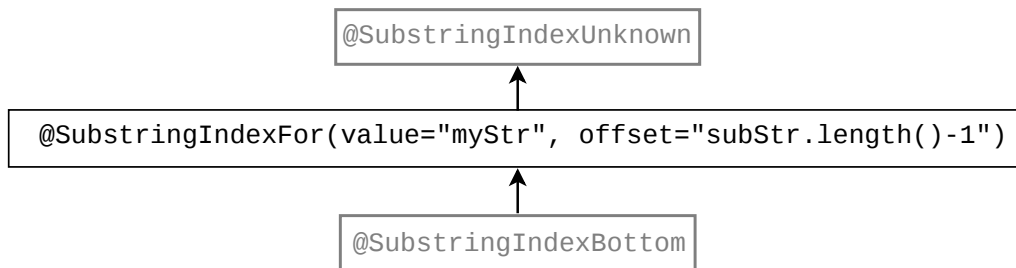 @SubstringIndexUnknown
@SubstringIndexFor(value="myStr", offset="subStr.length()-1")
@SubstringIndexBottom